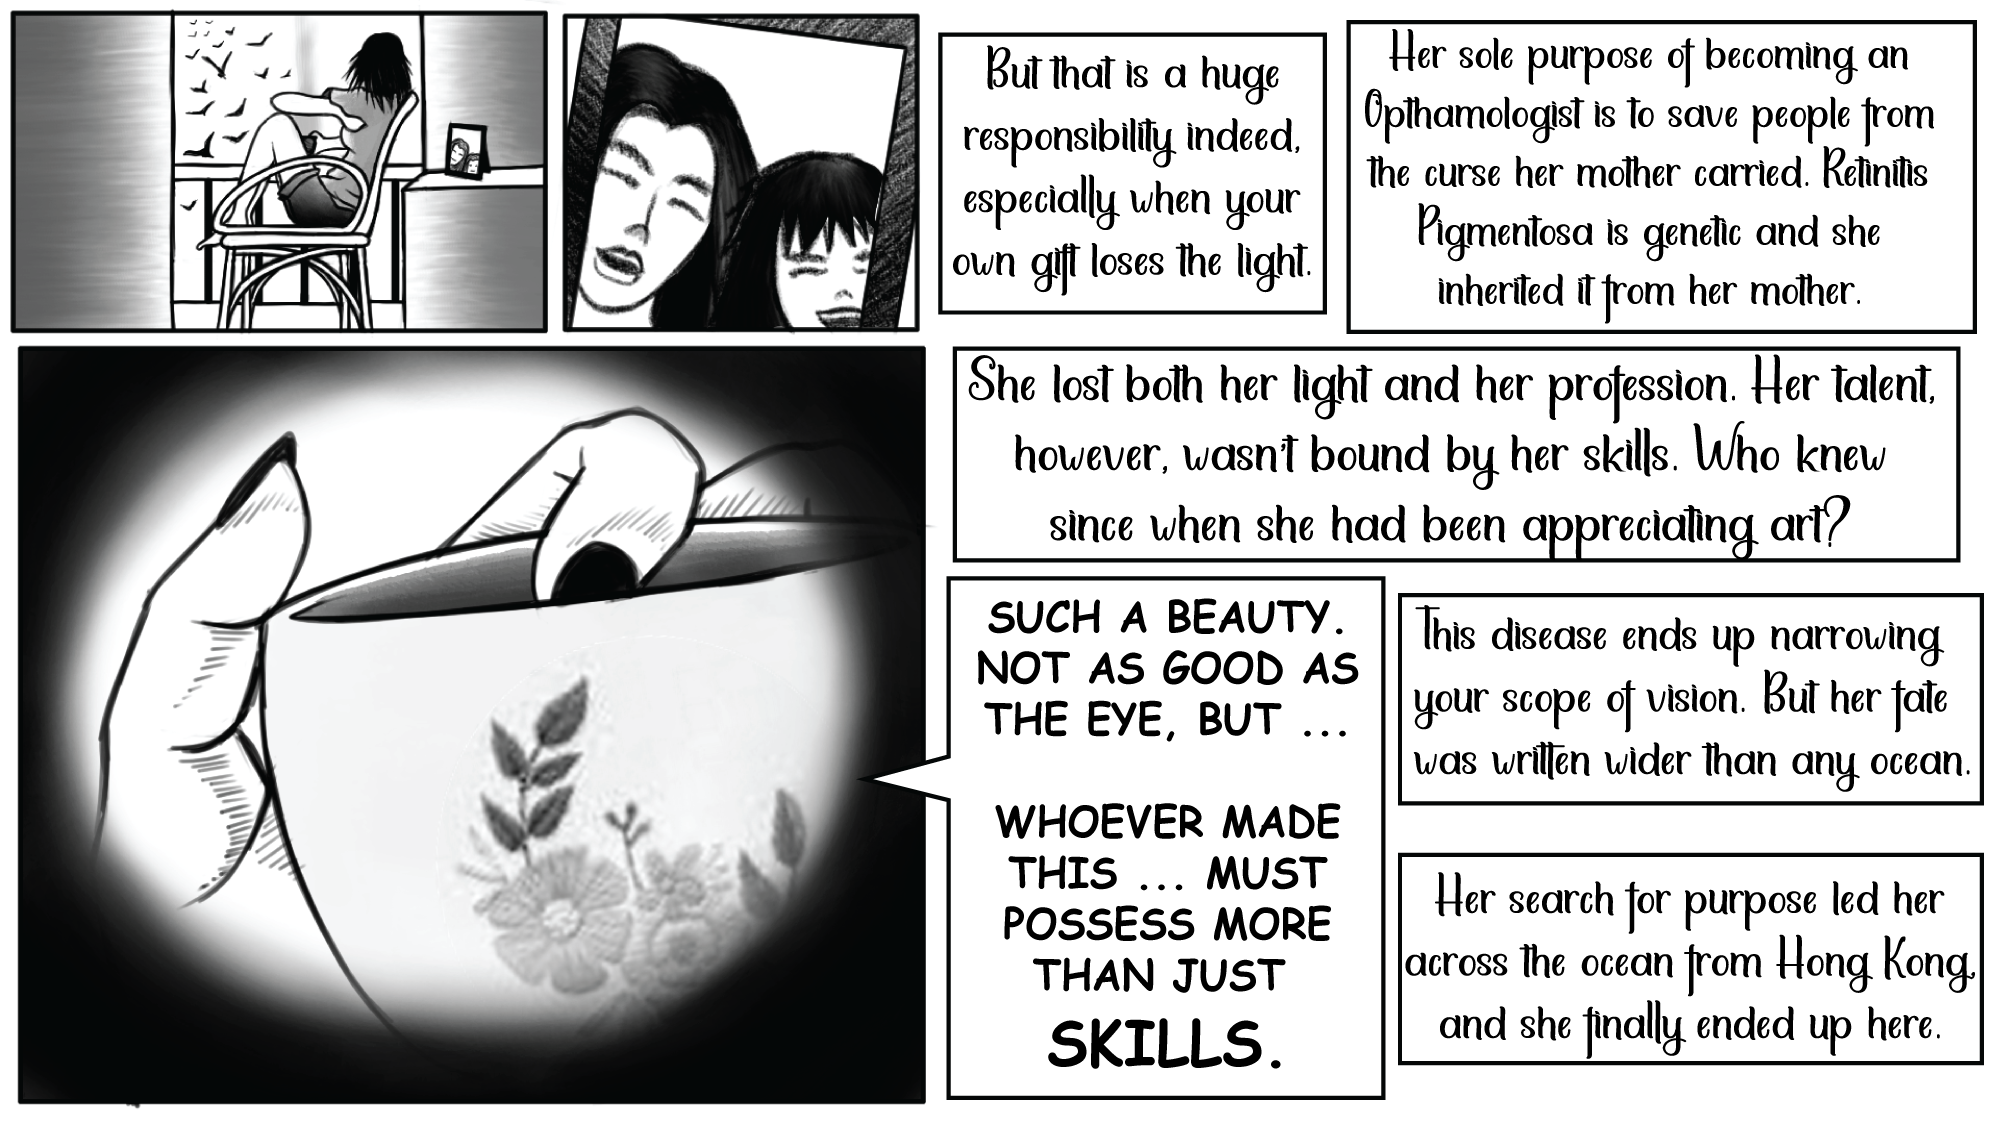 But that is a huge
responsibility indeed,
especially when your
own gift loses the light.
Her sole purpose of becoming an
Opthamologist is to save people from
the curse her mother carried. Retinitis
Pigmentosa is genetic and she
inherited it from her mother.
She lost both her light and her profession. Her talent,
however, wasn't bound by her skills. Who knew
since when she had been appreciating art?
SUCH A BEAUTY.
NOT AS GOOD AS
THE EYE, BUT ...
WHOEVER MADE
THIS ... MUST
POSSESS MORE
THAN JUST
SKILLS.
This disease ends up narrowing
your scope of vision. But her fate
was written wider than any ocean.
Her search for purpose led her
across the ocean from Hong Kong,
and she finally ended up here.